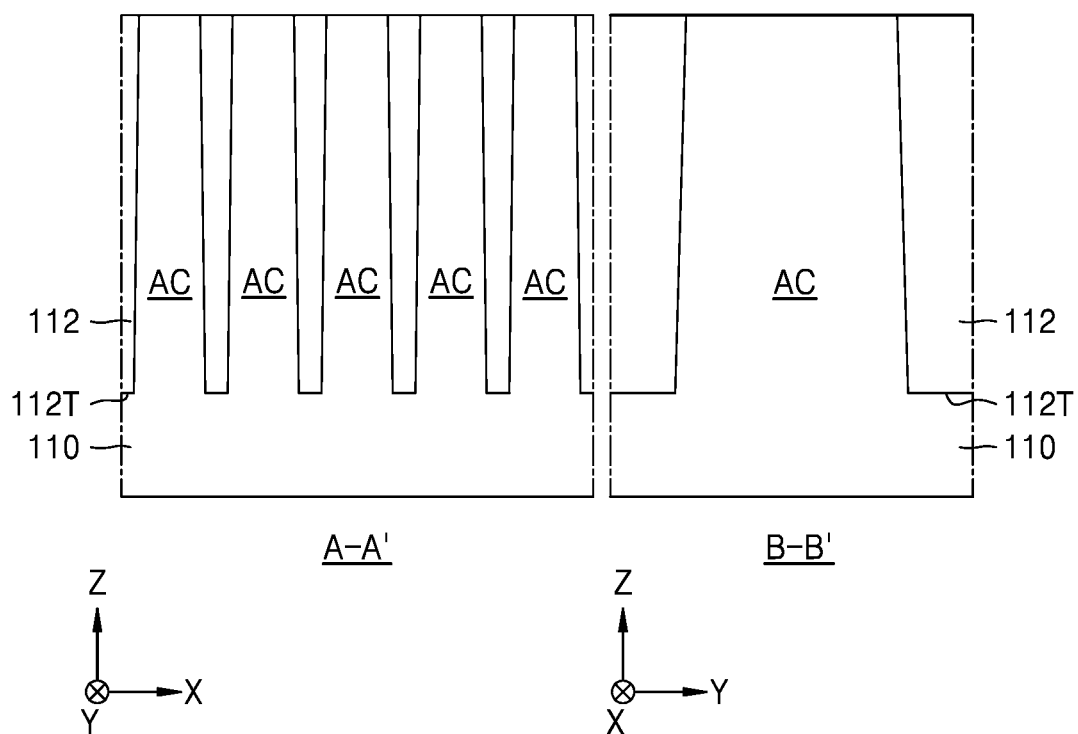 AC AC AC AC AC AC
112 112
112T 112T
110 110
A-A' B-B'
Z Z
X Y
Y X